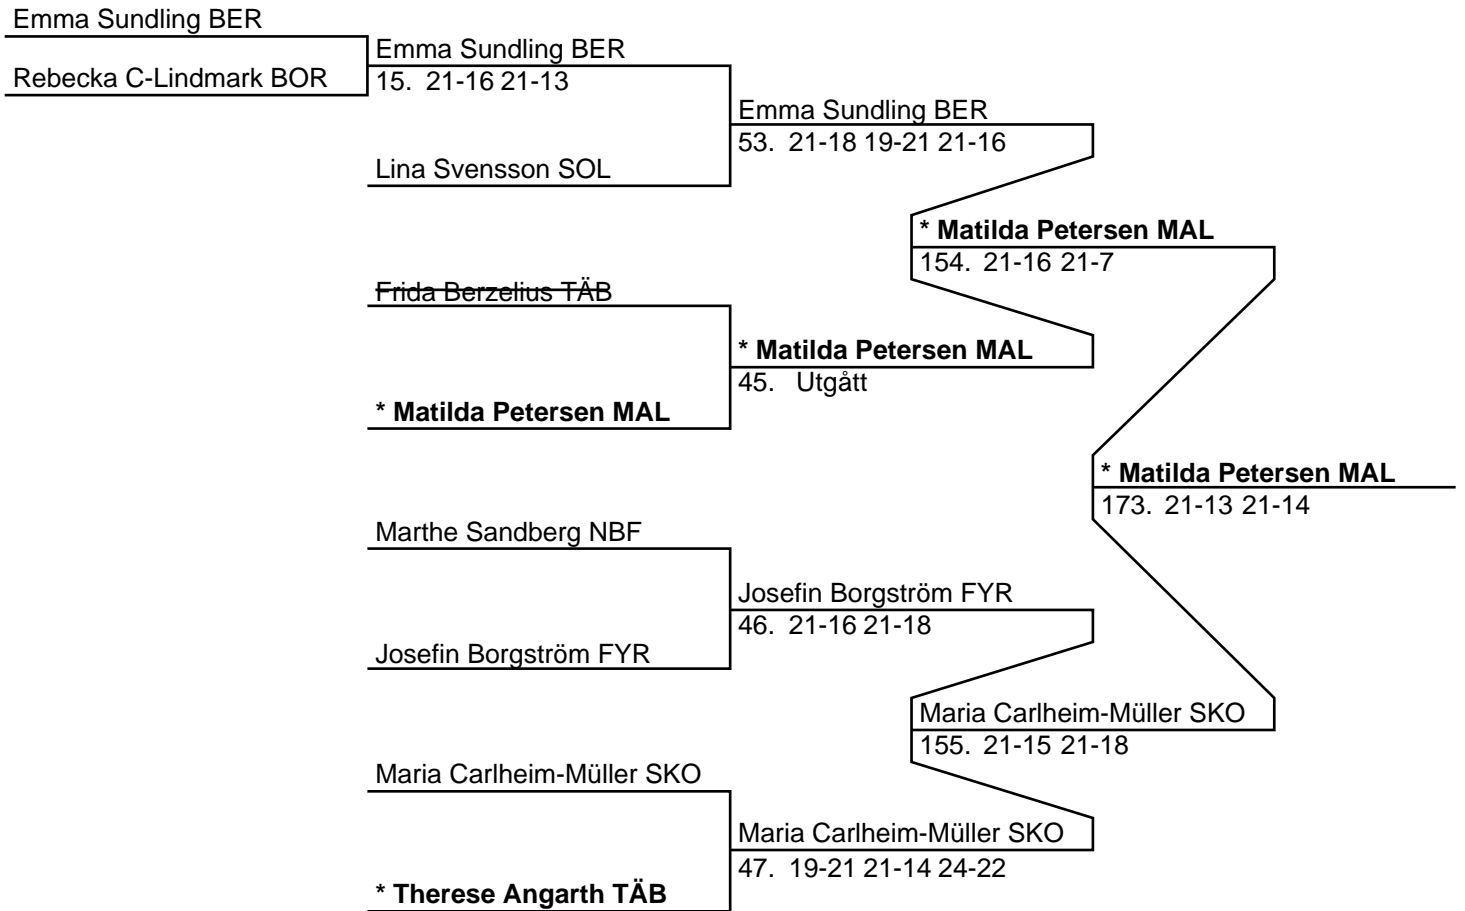 Emma Sundling BER
Emma Sundling BER
Rebecka C-Lindmark BOR
15. 21-16 21-13
Emma Sundling BER
53. 21-18 19-21 21-16
Lina Svensson SOL
* Matilda Petersen MAL
154. 21-16 21-7
Frida Berzelius TÄB
* Matilda Petersen MAL
45. Utgått
* Matilda Petersen MAL
* Matilda Petersen MAL
173. 21-13 21-14
Marthe Sandberg NBF
Josefin Borgström FYR
46. 21-16 21-18
Josefin Borgström FYR
Maria Carlheim-Müller SKO
155. 21-15 21-18
Maria Carlheim-Müller SKO
Maria Carlheim-Müller SKO
47. 19-21 21-14 24-22
* Therese Angarth TÄB